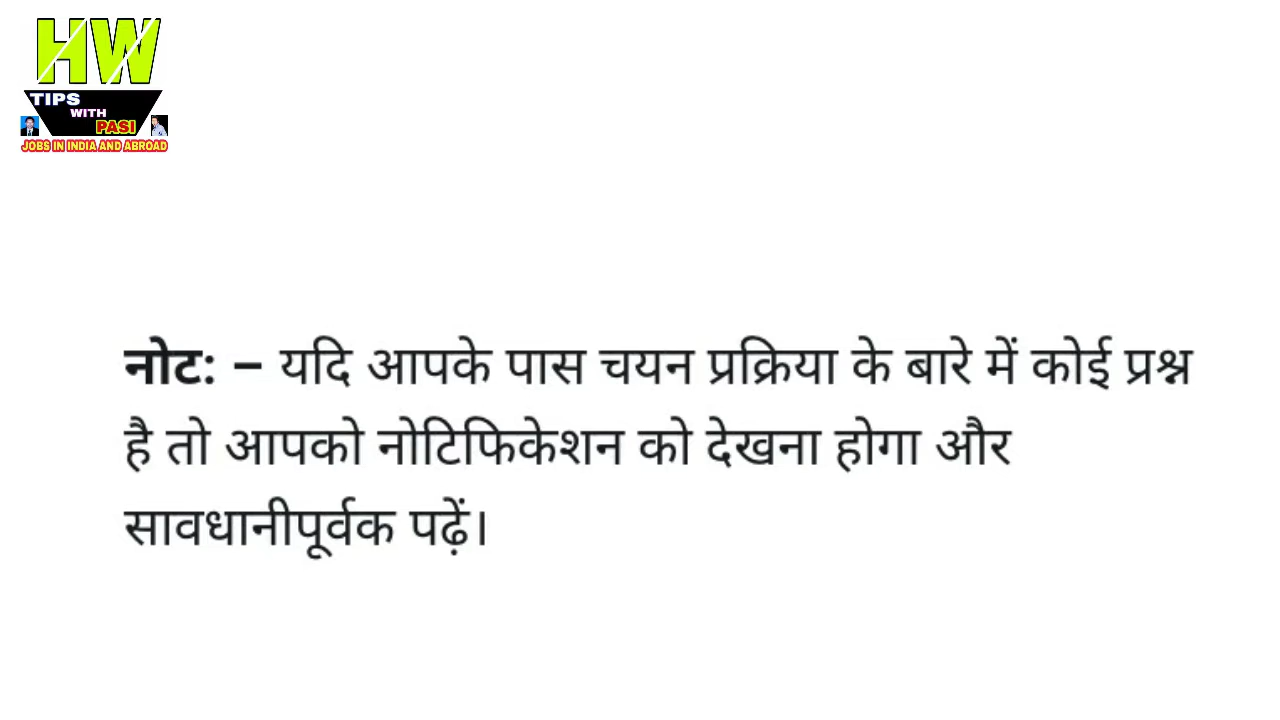 HW
TIPS
WITH
PASI
JOBS IN INDIA AND ABROAD
नोट: – यदि आपके पास चयन प्रक्रिया के बारे में कोई प्रश्न
है तो आपको नोटिफिकेशन को देखना होगा और
सावधानीपूर्वक पढ़ें।